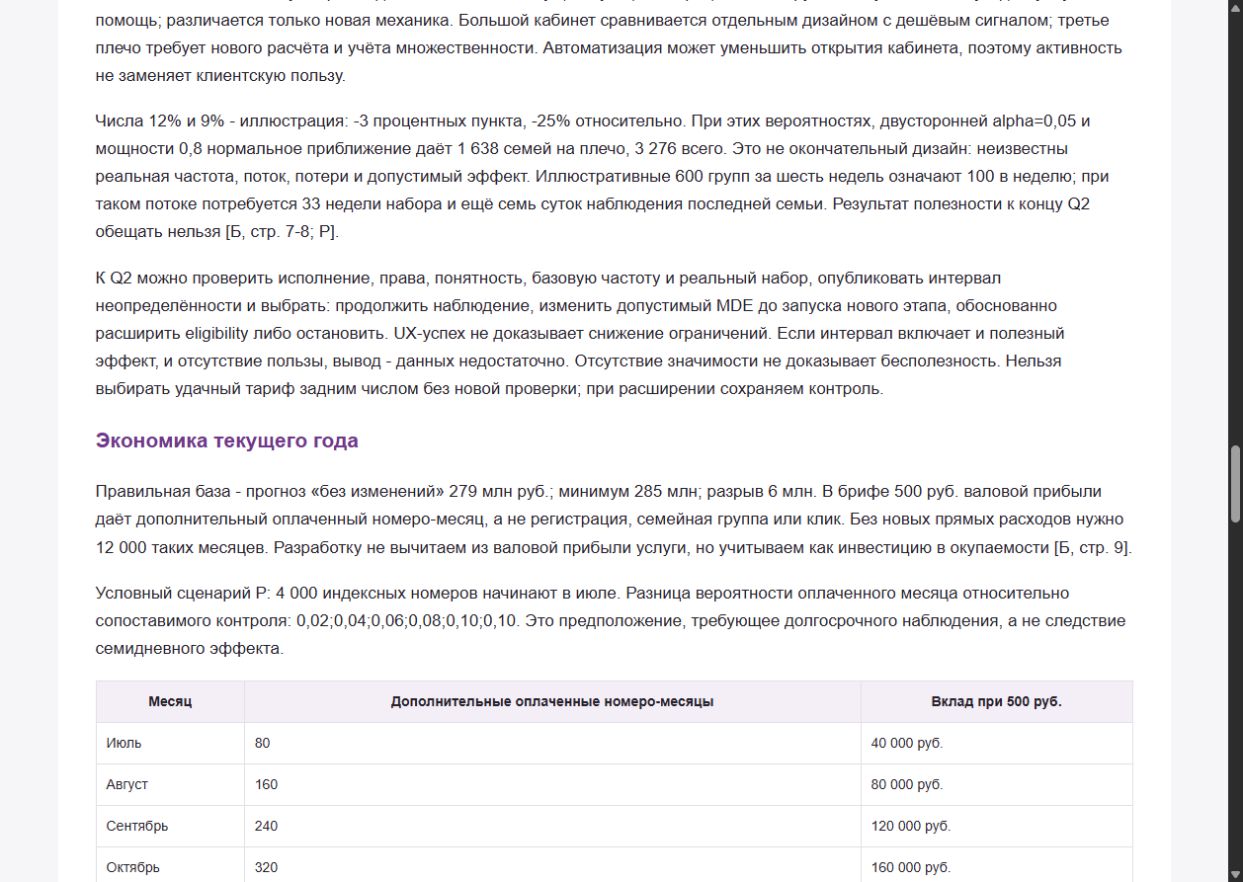 помощь; различается только новая механика. Большой кабинет сравнивается отдельным дизайном с дешёвым сигналом; третье
плечо требует нового расчёта и учёта множественности. Автоматизация может уменьшить открытия кабинета, поэтому активность
не заменяет клиентскую пользу.
Числа 12% и 9% - иллюстрация: -3 процентных пункта, -25% относительно. При этих вероятностях, двусторонней alpha=0,05 и
мощности 0,8 нормальное приближение даёт 1 638 семей на плечо, 3 276 всего. Это не окончательный дизайн: неизвестны
реальная частота, поток, потери и допустимый эффект. Иллюстративные 600 групп за шесть недель означают 100 в неделю; при
таком потоке потребуется 33 недели набора и ещё семь суток наблюдения последней семьи. Результат полезности к концу Q2
обещать нельзя [Б, стр. 7-8; Р].
К Q2 можно проверить исполнение, права, понятность, базовую частоту и реальный набор, опубликовать интервал
неопределённости и выбрать: продолжить наблюдение, изменить допустимый MDE до запуска нового этапа, обоснованно
расширить eligibility либо остановить. UX-успех не доказывает снижение ограничений. Если интервал включает и полезный
эффект, и отсутствие пользы, вывод - данных недостаточно. Отсутствие значимости не доказывает бесполезность. Нельзя
выбирать удачный тариф задним числом без новой проверки; при расширении сохраняем контроль.
Экономика текущего года
Правильная база - прогноз «без изменений» 279 млн руб.; минимум 285 млн; разрыв 6 млн. В брифе 500 руб. валовой прибыли
даёт дополнительный оплаченный номеро-месяц, а не регистрация, семейная группа или клик. Без новых прямых расходов нужно
12 000 таких месяцев. Разработку не вычитаем из валовой прибыли услуги, но учитываем как инвестицию в окупаемости [Б, стр. 9].
Условный сценарий Р: 4 000 индексных номеров начинают в июле. Разница вероятности оплаченного месяца относительно
сопоставимого контроля: 0,02;0,04;0,06;0,08;0,10;0,10. Это предположение, требующее долгосрочного наблюдения, а не следствие
семидневного эффекта.
Месяц Дополнительные оплаченные номеро-месяцы Вклад при 500 руб.
Июль 80 40 000 руб.
Август 160 80 000 руб.
Сентябрь 240 120 000 руб.
Октябрь 320 160 000 руб.